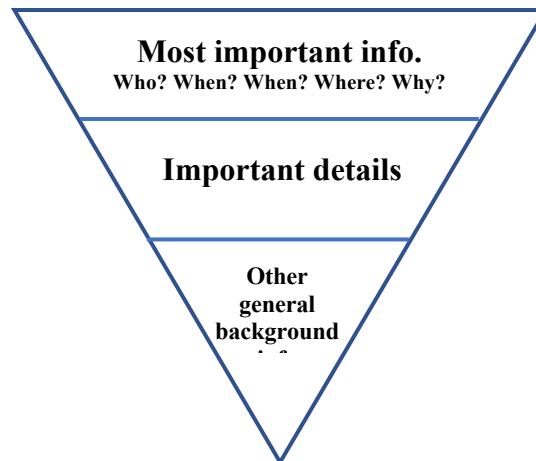 Most important info.
Who? When? When? Where? Why?
Important details
Other
general
background